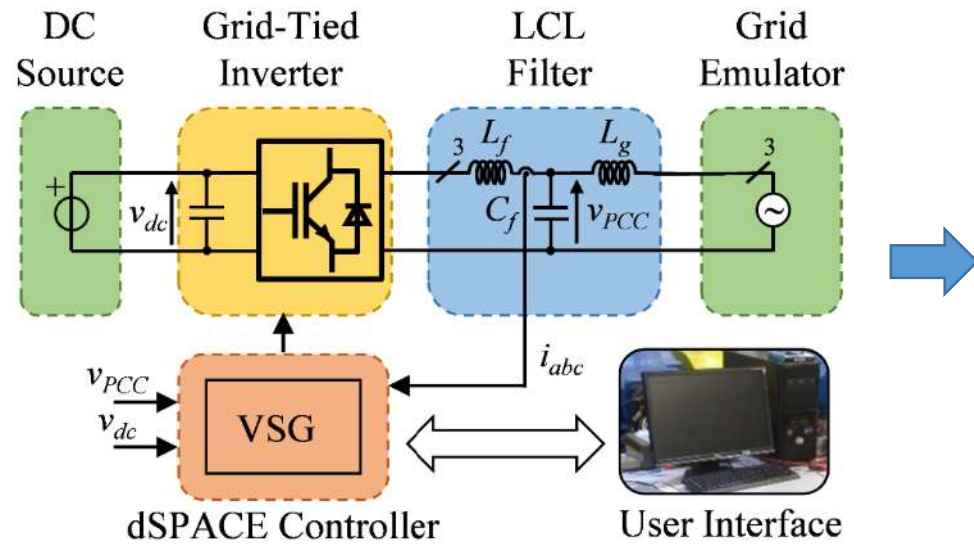 DC
Source
Grid-Tied
Inverter
LCL
Filter
Grid
Emulator
+
v_dc
3
L_f
C_f
L_g
v_PCC
3
~
i_abc
v_PCC
v_dc
VSG
dSPACE Controller
User Interface